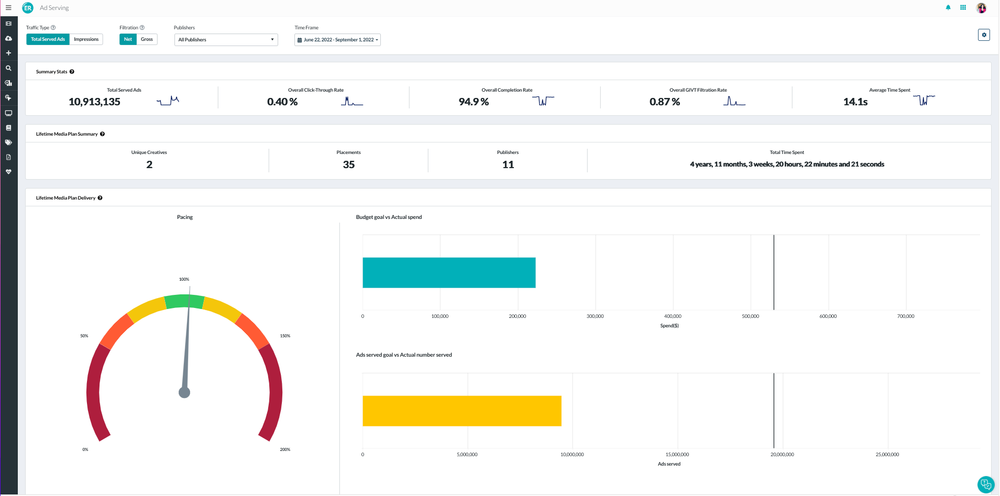 ER Ad Serving
Traffic Type Filtration Publishers Time Frame
Total Served Ads Impressions Net Gross All Publishers June 22, 2022 - September 1, 2022
Summary Stats
Total Served Ads Overall Click-Through Rate Overall Completion Rate Overall GIVT Filtration Rate Average Time Spent
10,913,135 0.40 % 94.9 % 0.87 % 14.1s
Lifetime Media Plan Summary
Unique Creatives Placements Publishers Total Time Spent
2 35 11 4 years, 11 months, 3 weeks, 20 hours, 22 minutes and 21 seconds
Lifetime Media Plan Delivery
Pacing
100%
50% 150%
0% 200%
Budget goal vs Actual spend
0 100,000 200,000 300,000 400,000 500,000 600,000 700,000
Spend($)
Ads served goal vs Actual number served
0 5,000,000 10,000,000 15,000,000 20,000,000 25,000,000
Ads served